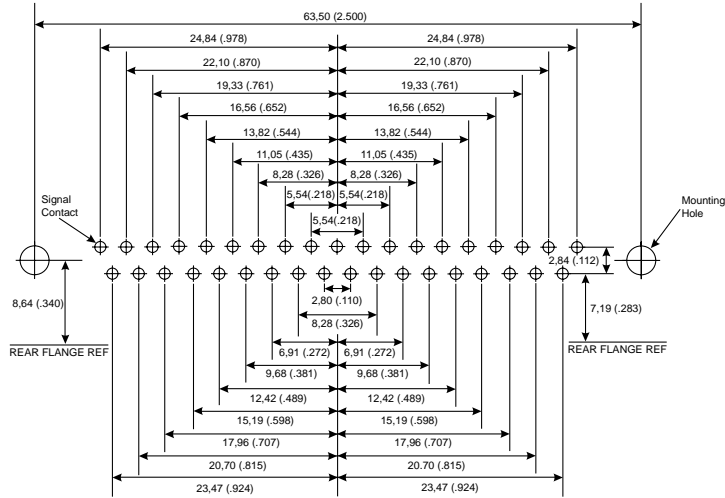 63,50 (2.500)
24,84 (.978) 24,84 (.978)
22,10 (.870) 22,10 (.870)
19,33 (.761) 19,33 (.761)
16,56 (.652) 16,56 (.652)
13,82 (.544) 13,82 (.544)
11,05 (.435) 11,05 (.435)
8,28 (.326) 8,28 (.326)
5,54(.218) 5,54(.218)
5,54(.218)
Signal
Contact
Mounting
Hole
2,84 (.112)
2,80 (.110)
8,64 (.340)
7,19 (.283)
8,28 (.326)
REAR FLANGE REF
6,91 (.272) 6,91 (.272)
REAR FLANGE REF
9,68 (.381) 9,68 (.381)
12,42 (.489) 12,42 (.489)
15,19 (.598) 15,19 (.598)
17,96 (.707) 17,96 (.707)
20,70 (.815) 20,70 (.815)
23,47 (.924) 23,47 (.924)